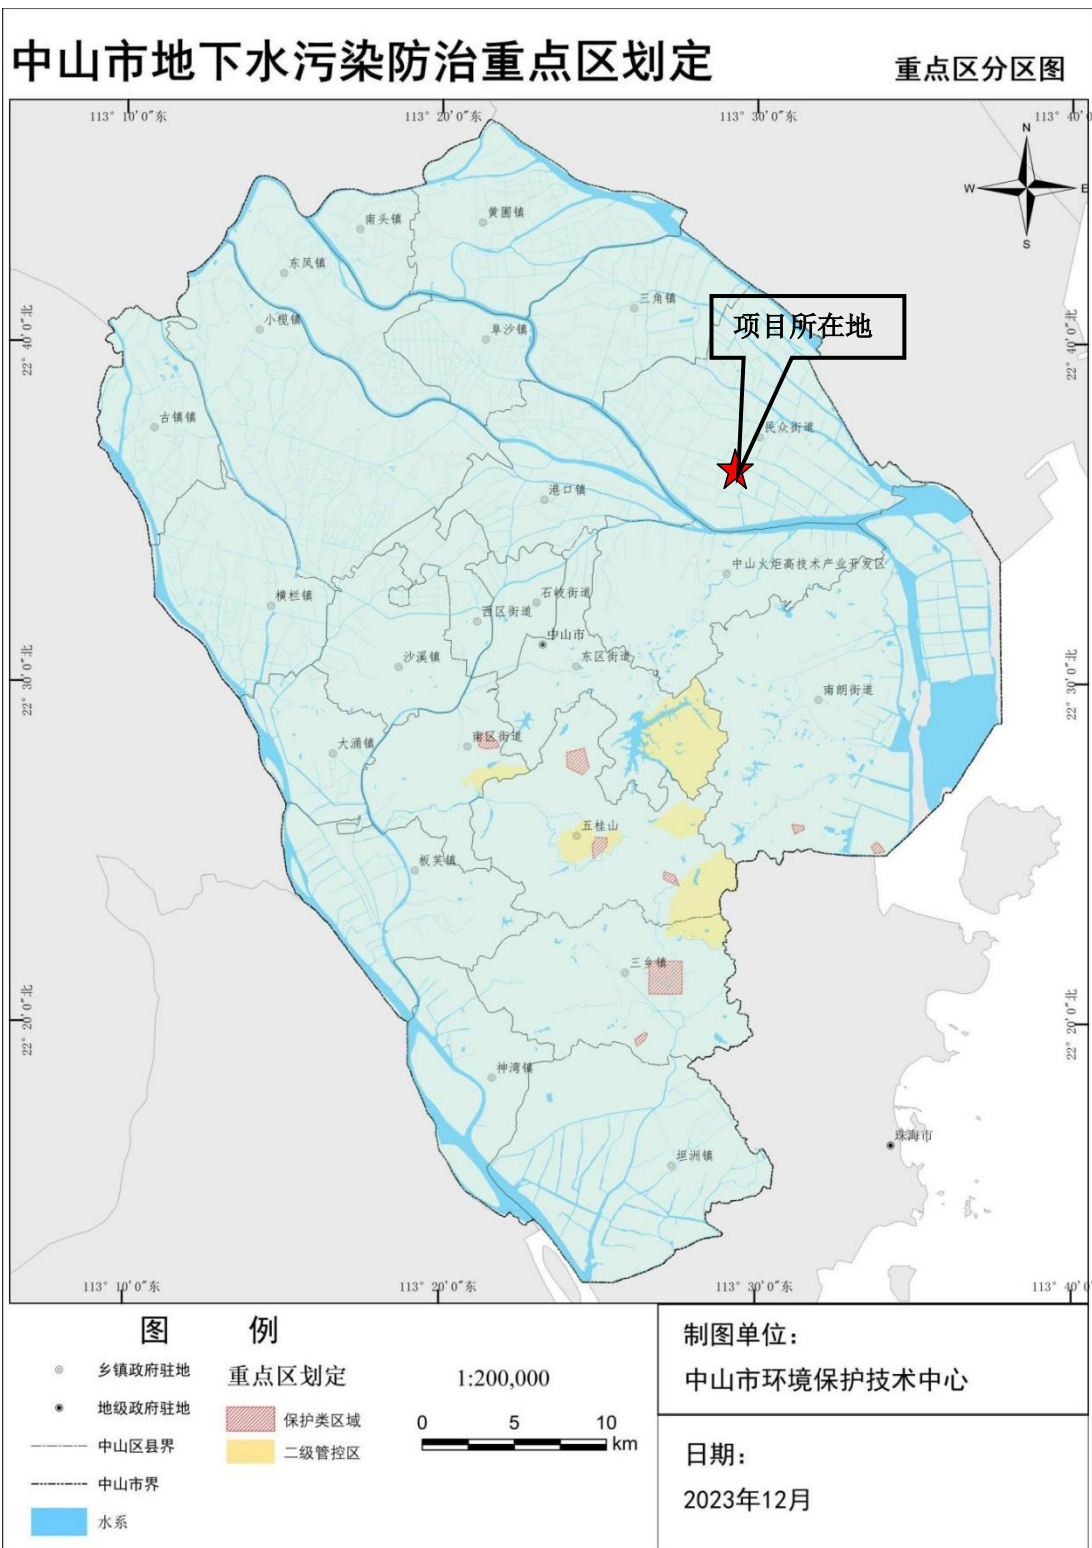 中山市地下水污染防治重点区划定
重点区分区图
113° 10′0″东
113° 20′0″东
113° 30′0″东
113° 40′0
N
W
E
S
22° 40′0″北
22° 40′0″北
22° 30′0″北
22° 30′0″北
22° 20′0″北
22° 20′0″北
南头镇
黄圃镇
东凤镇
三角镇
小榄镇
阜沙镇
项目所在地
古镇镇
民众街道
港口镇
中山火炬高技术产业开发区
横栏镇
石岐街道
西区街道
中山市
沙溪镇
东区街道
南朗街道
大涌镇
南区街道
五桂山
板芙镇
三乡镇
神湾镇
坦洲镇
珠海市
113° 10′0″东
113° 20′0″东
113° 30′0″东
113° 40′0
图 例
乡镇政府驻地
地级政府驻地
中山区县界
中山市界
水系
重点区划定
保护类区域
二级管控区
1:200,000
0 5 10
km
制图单位:
中山市环境保护技术中心
日期:
2023年12月